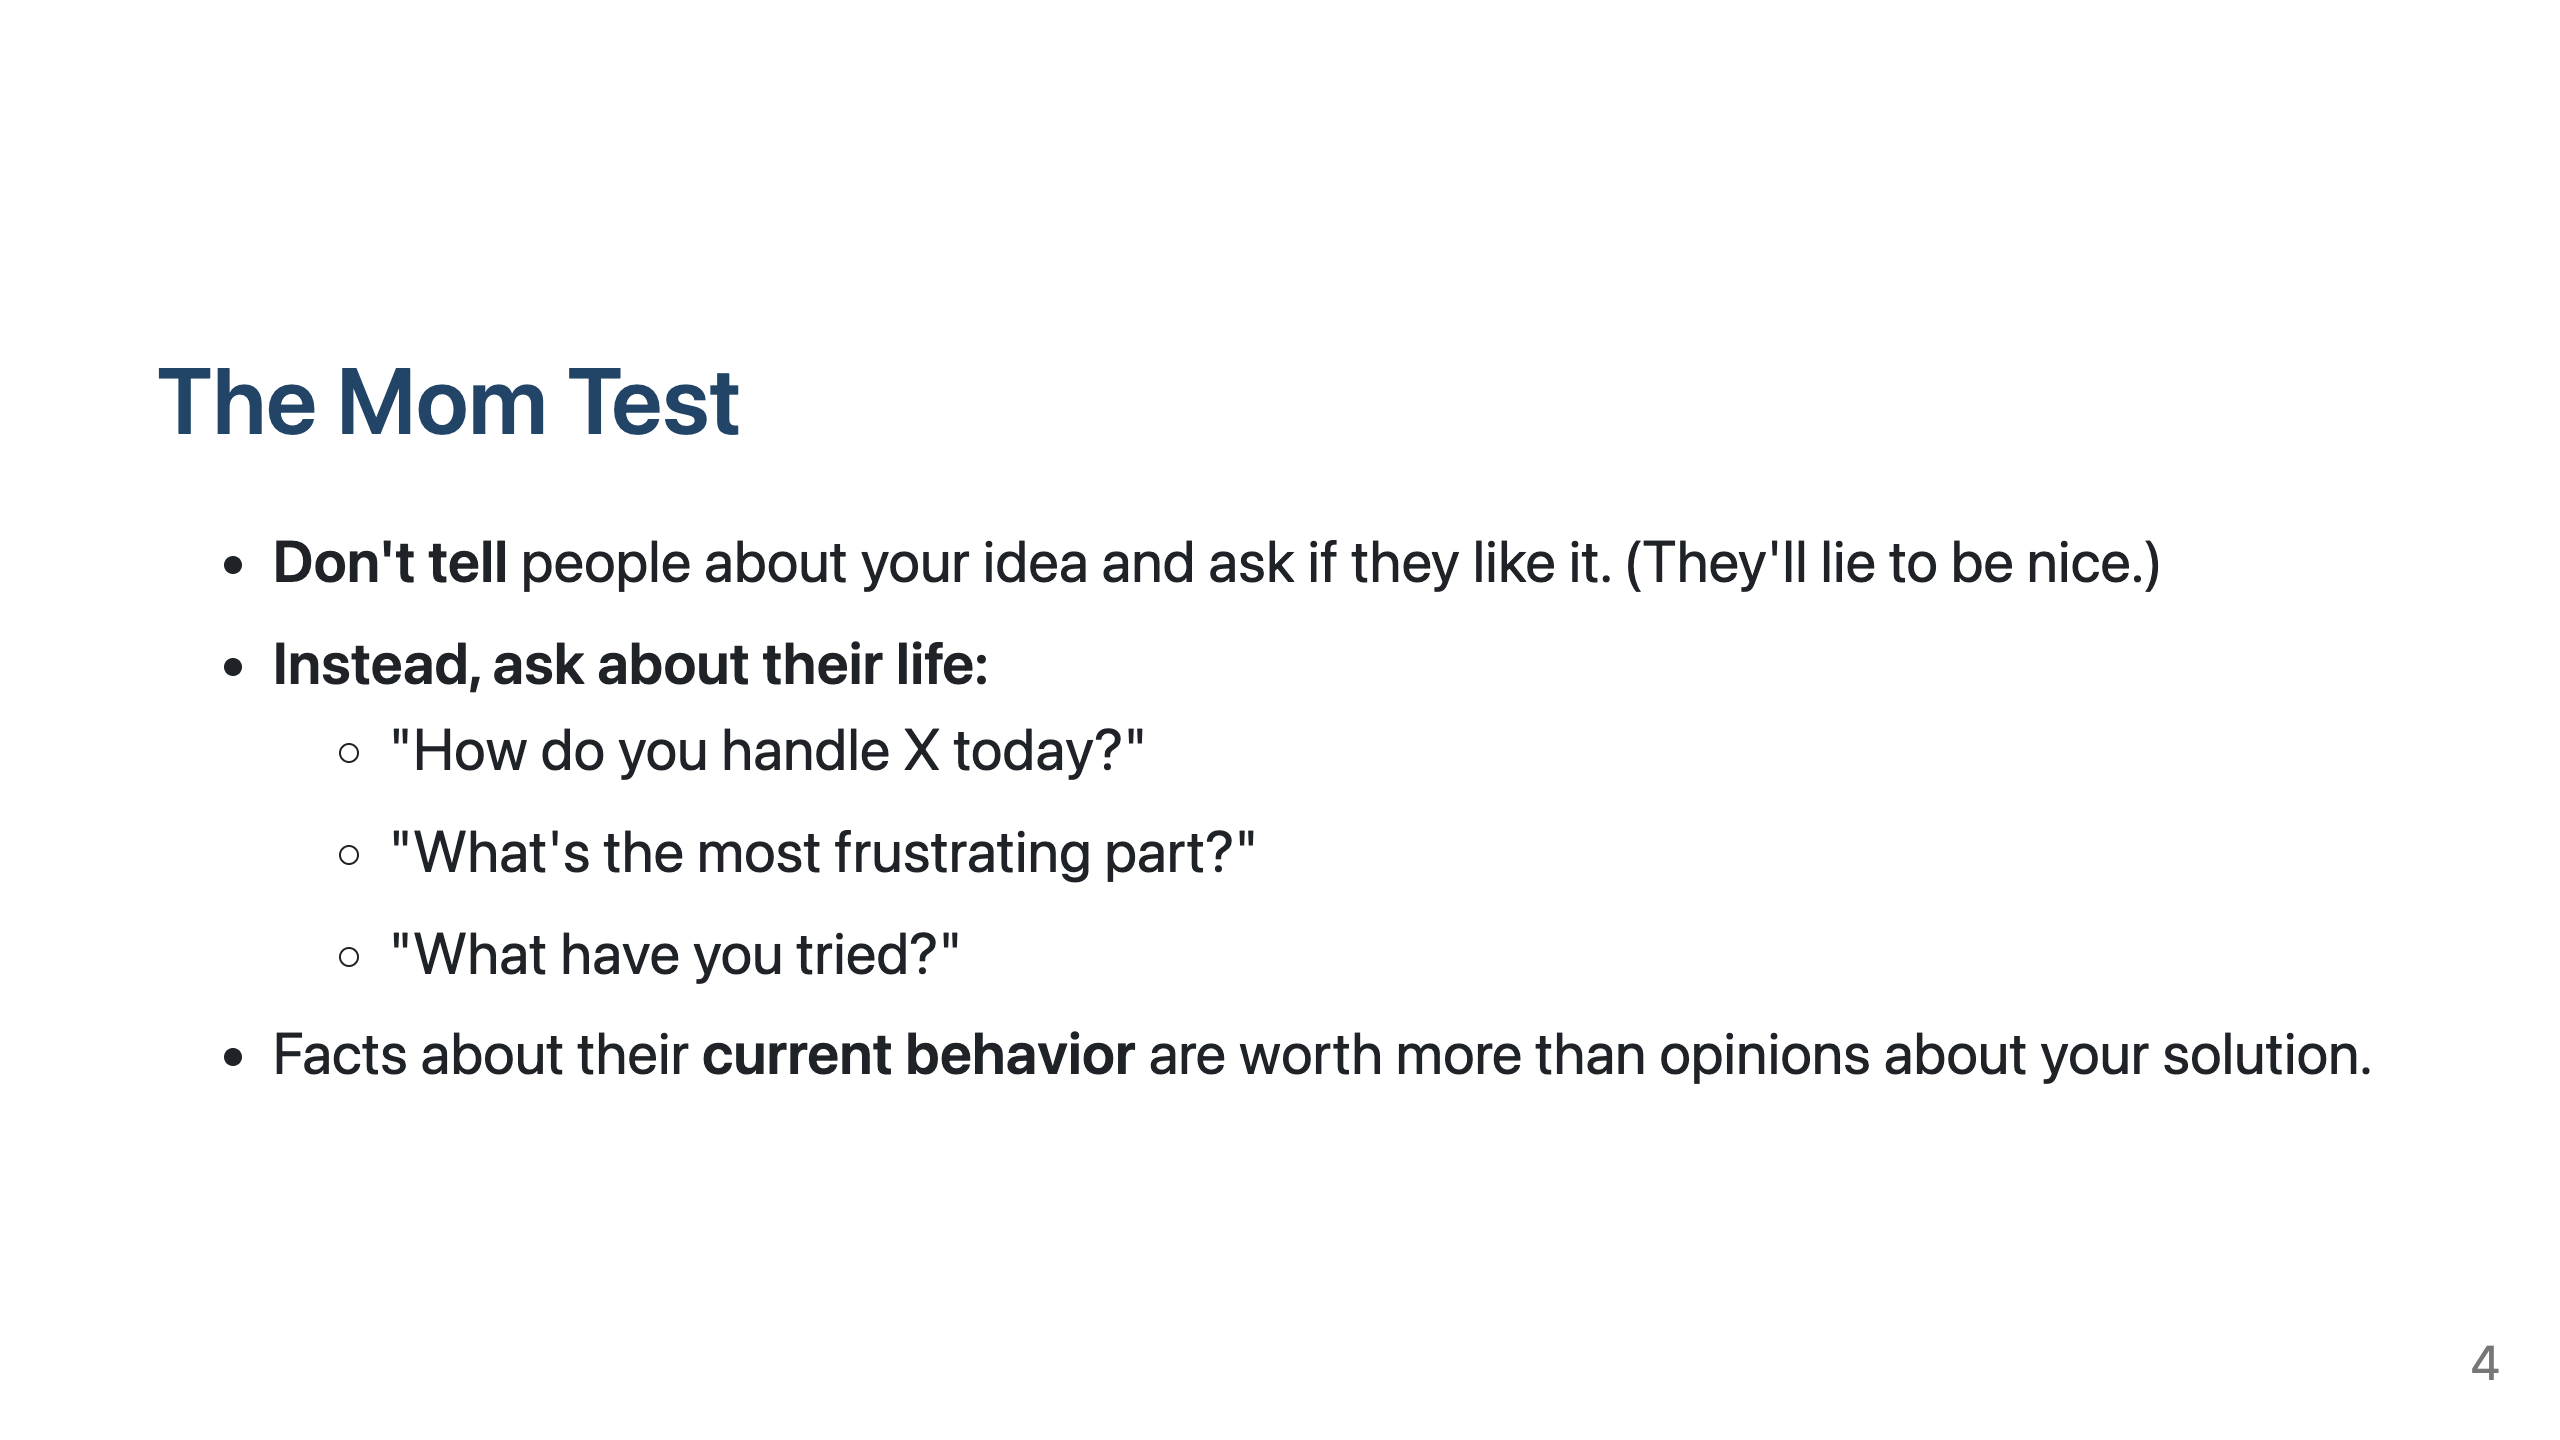 The Mom Test
• Don't tell people about your idea and ask if they like it. (They'll lie to be nice.)
• Instead, ask about their life:
◦ "How do you handle X today?"
◦ "What's the most frustrating part?"
◦ "What have you tried?"
• Facts about their current behavior are worth more than opinions about your solution.
4